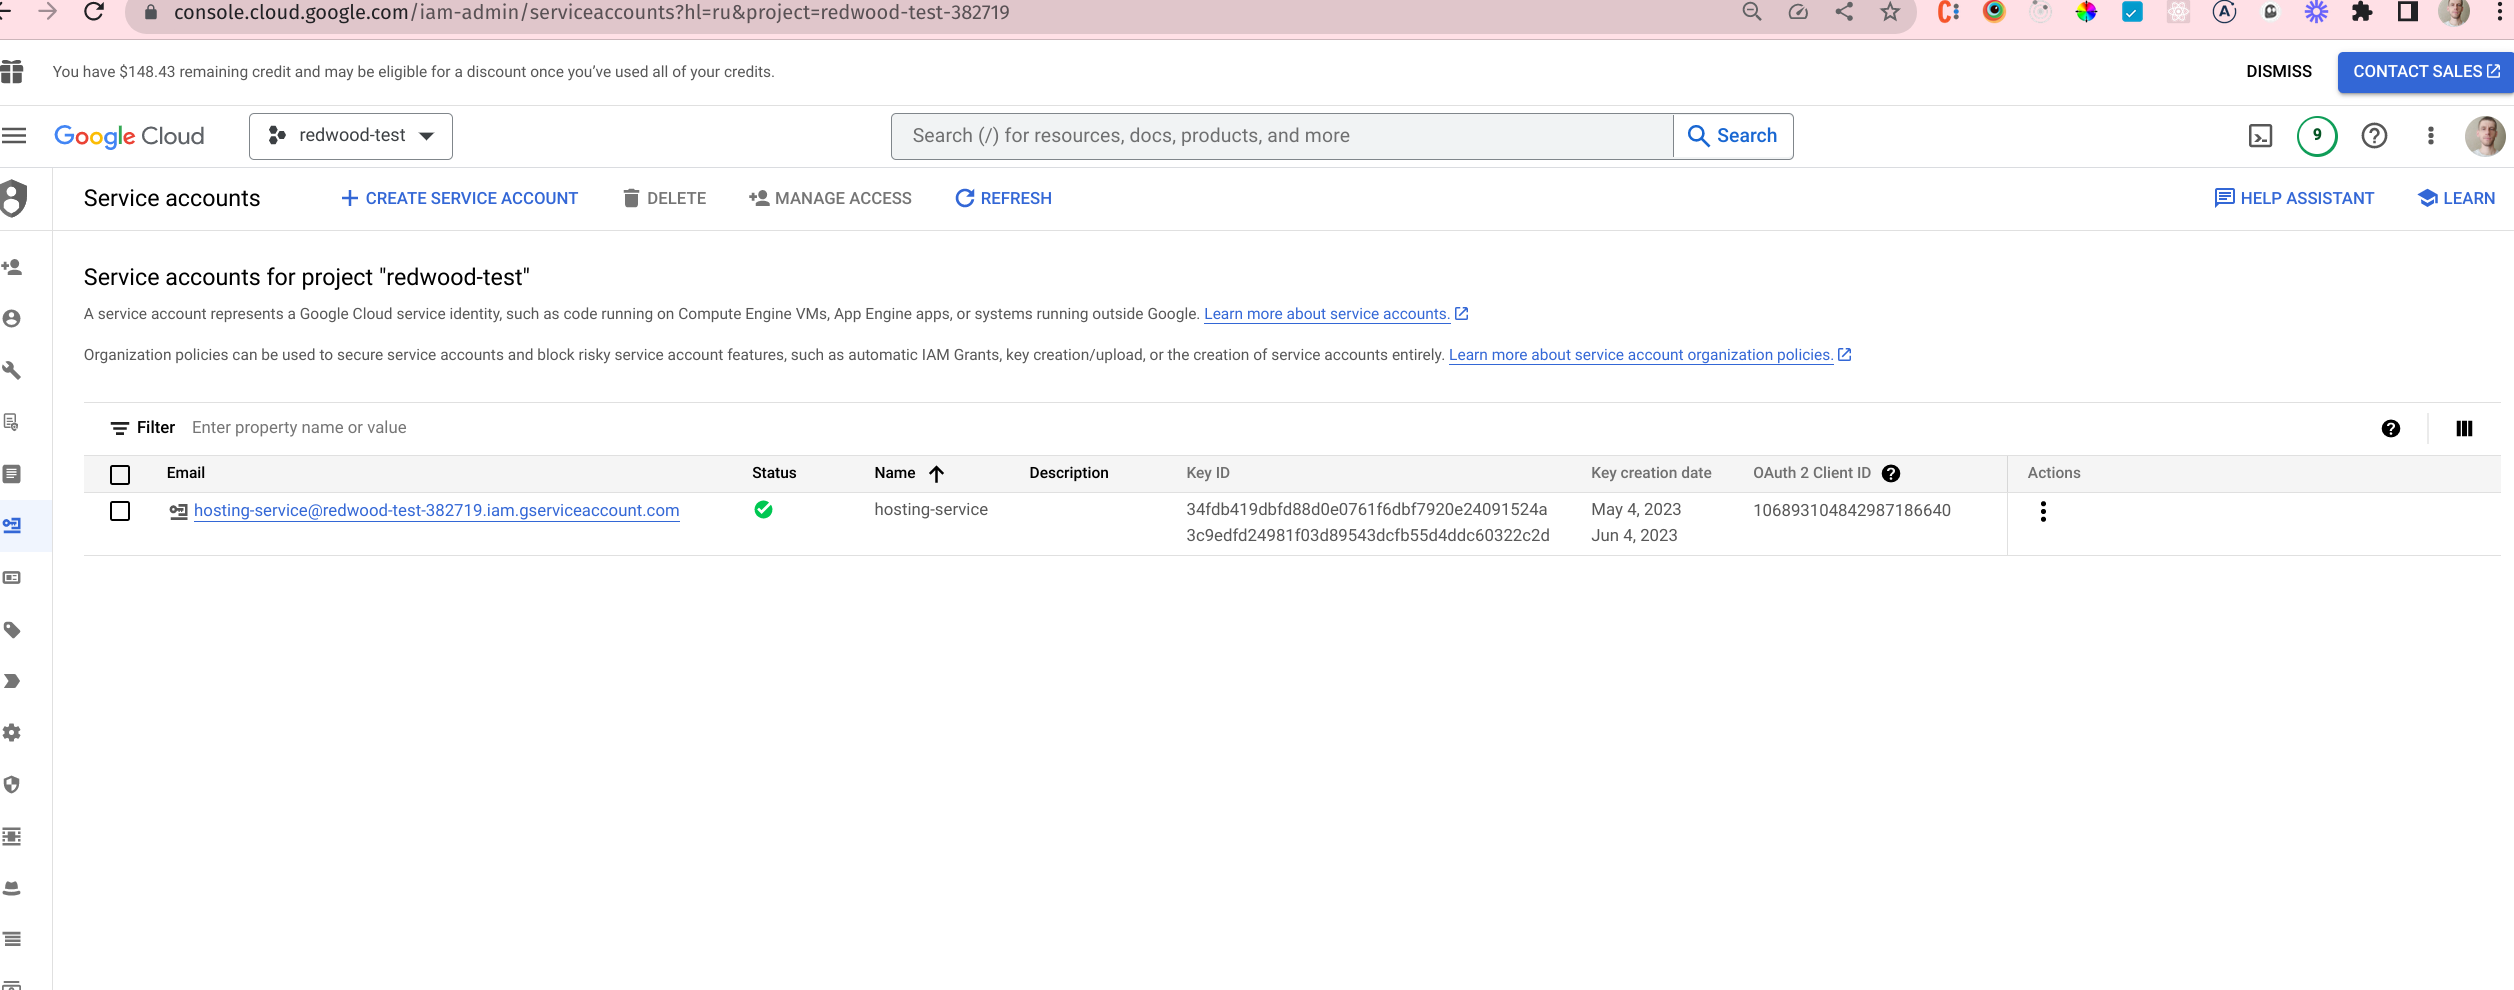 console.cloud.google.com/iam-admin/serviceaccounts?hl=ru&project=redwood-test-382719
You have $148.43 remaining credit and may be eligible for a discount once you've used all of your credits.
DISMISS
CONTACT SALES
Google Cloud
redwood-test
Search (/) for resources, docs, products, and more
Search
9
Service accounts
CREATE SERVICE ACCOUNT
DELETE
MANAGE ACCESS
REFRESH
HELP ASSISTANT
LEARN
Service accounts for project "redwood-test"
A service account represents a Google Cloud service identity, such as code running on Compute Engine VMs, App Engine apps, or systems running outside Google. Learn more about service accounts.
Organization policies can be used to secure service accounts and block risky service account features, such as automatic IAM Grants, key creation/upload, or the creation of service accounts entirely. Learn more about service account organization policies.
Filter Enter property name or value
Email Status Name Description Key ID Key creation date OAuth 2 Client ID Actions
hosting-service@redwood-test-382719.iam.gserviceaccount.com hosting-service 34fdb419dbfd88d0e0761f6dbf7920e24091524a May 4, 2023 106893104842987186640
3c9edfd24981f03d89543dcfb55d4ddc60322c2d Jun 4, 2023